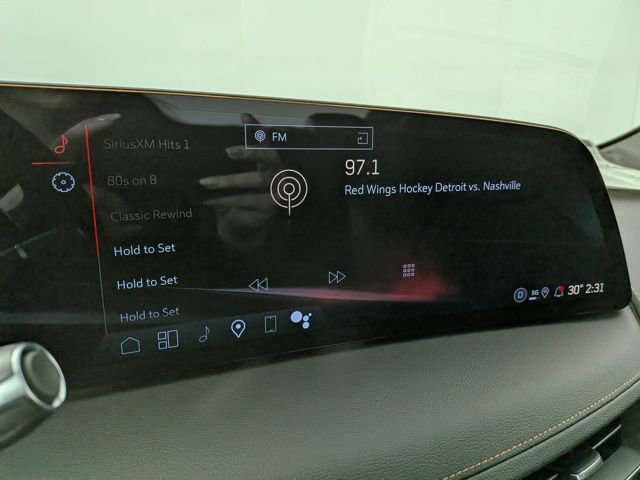 SiriusXM Hits 1
FM
80s on 8
97.1
Red Wings Hockey Detroit vs. Nashville
Classic Rewind
Hold to Set
Hold to Set
Hold to Set
D 5G 30° 2:31